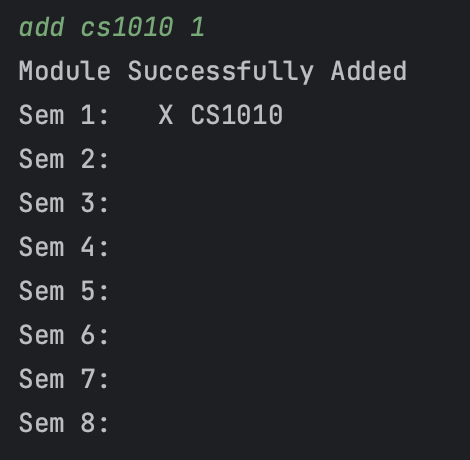 add cs1010 1
Module Successfully Added
Sem 1:   X CS1010
Sem 2:
Sem 3:
Sem 4:
Sem 5:
Sem 6:
Sem 7:
Sem 8: